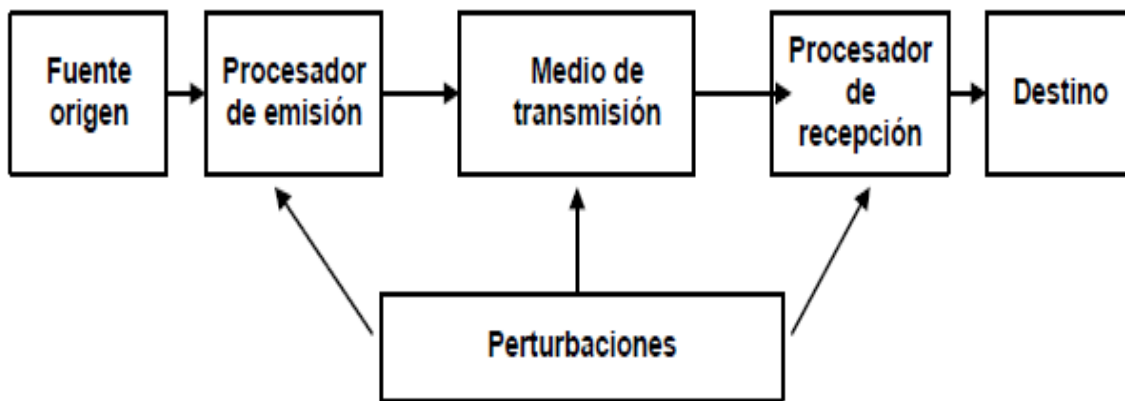 Fuente
origen
Procesador
de emisión
Medio de
transmisión
Procesador
de
recepción
Destino
Perturbaciones